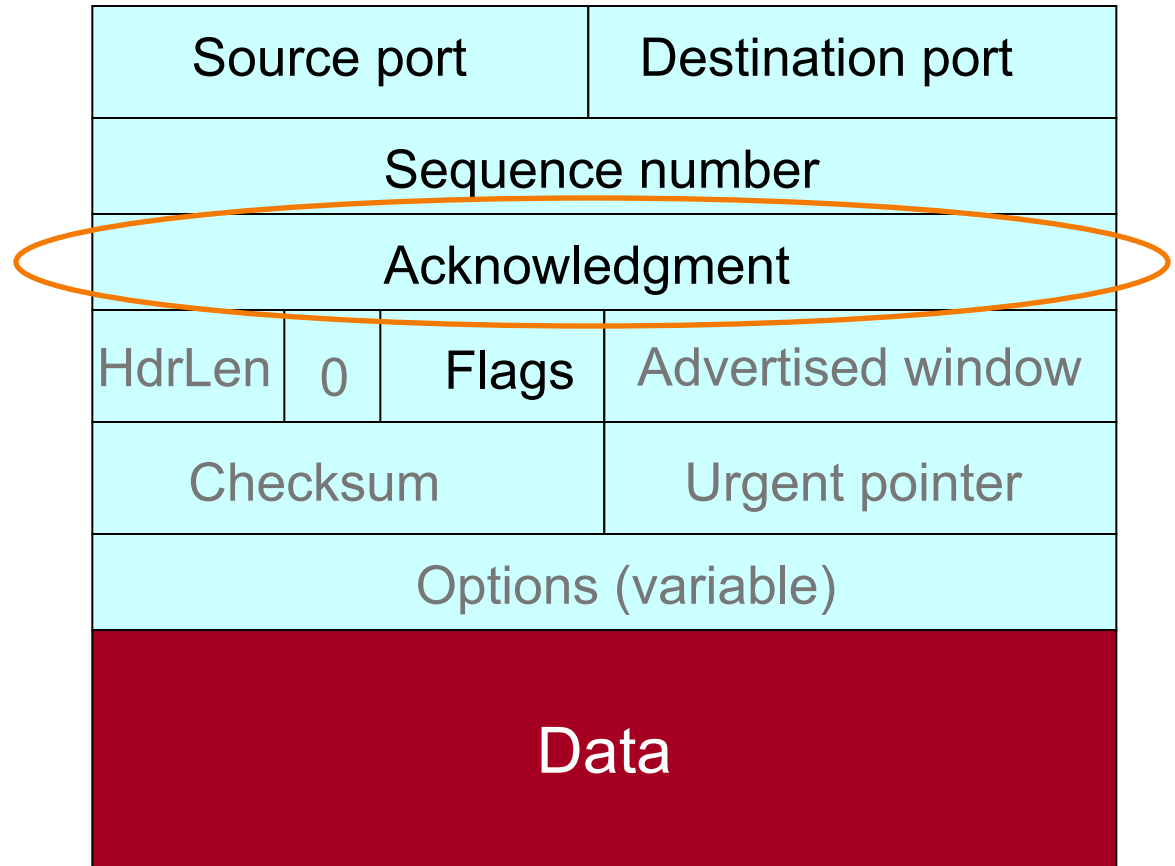 Source port Destination port
Sequence number
Acknowledgment
HdrLen 0 Flags Advertised window
Checksum Urgent pointer
Options (variable)
Data